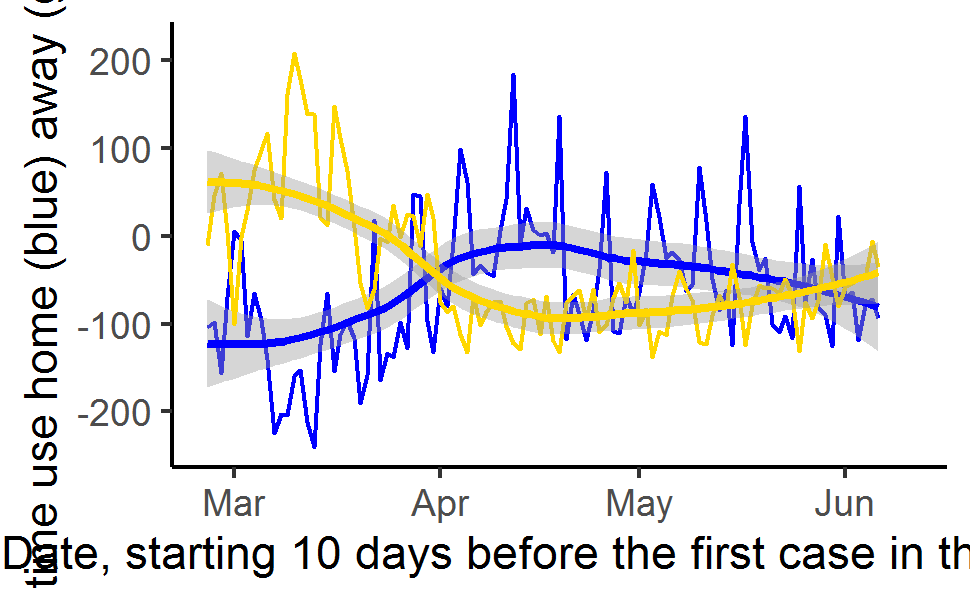 time use home (blue) away (
200
100
0
-100
-200
Mar Apr May Jun
Date, starting 10 days before the first case in th